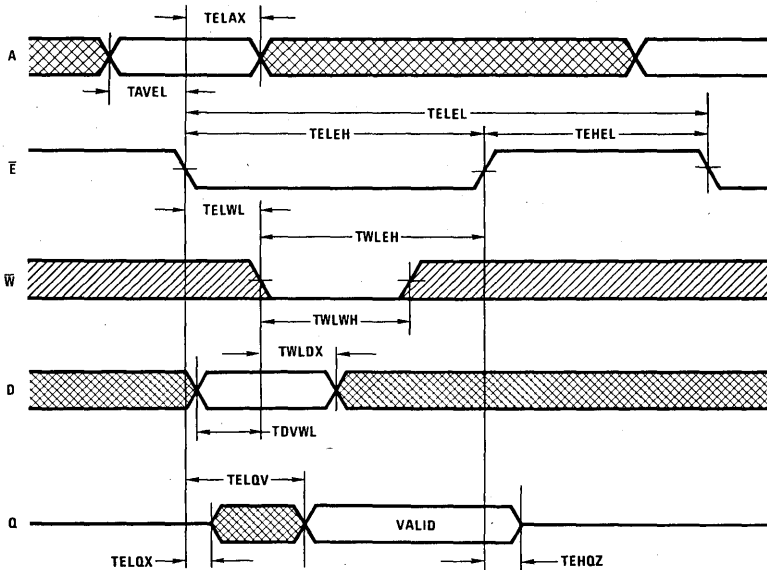 TELAX
A
TAVEL
TELEL
TELEH
TEHEL
E
TELWL
TWLEH
W
TWLWH
TWLDX
D
TDVWL
TELQV
Q
VALID
TELQX
TEHQZ